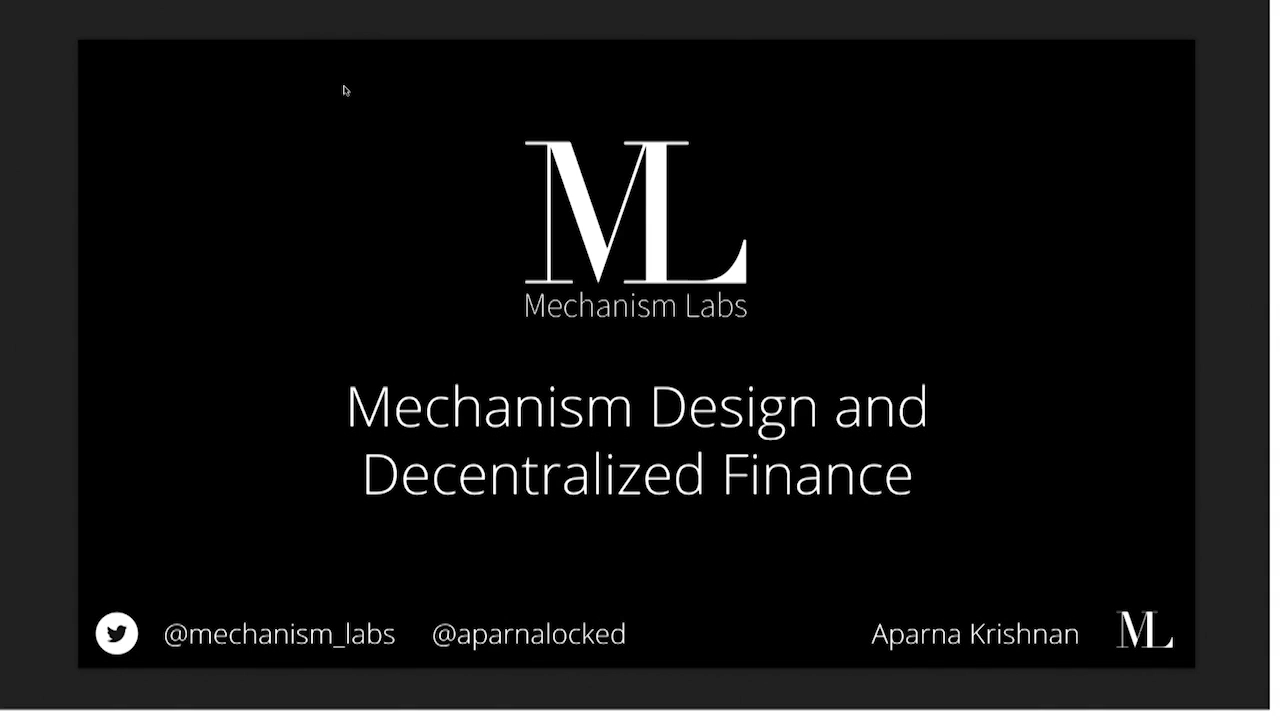 ML
Mechanism Labs
Mechanism Design and
Decentralized Finance
@mechanism_labs @aparnalocked Aparna Krishnan ML